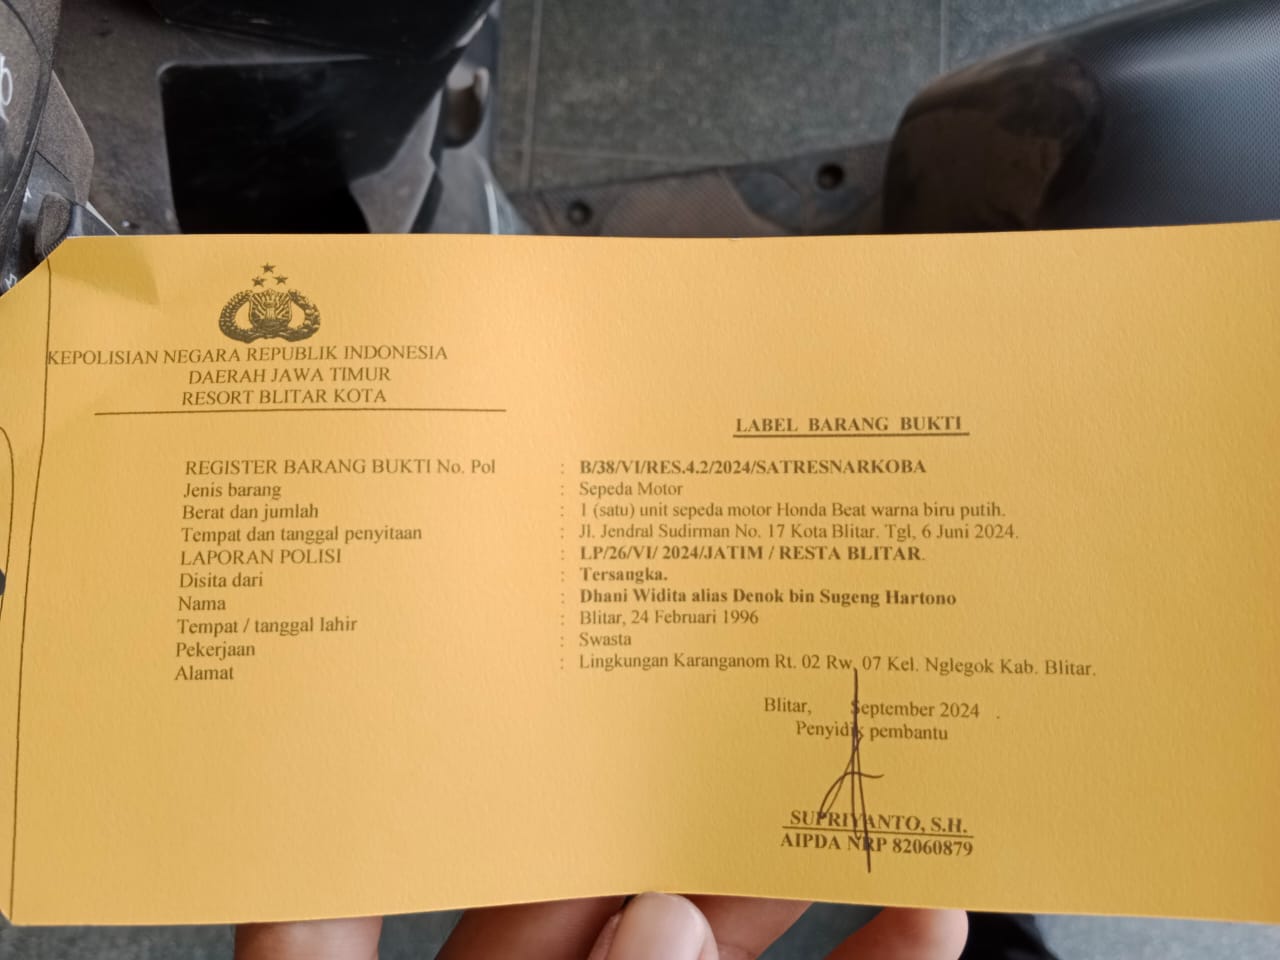 KEPOLISIAN NEGARA REPUBLIK INDONESIA
DAERAH JAWA TIMUR
RESORT BLITAR KOTA
LABEL BARANG BUKTI
REGISTER BARANG BUKTI No. Pol : B/38/VI/RES.4.2/2024/SATRESNARKOBA
Jenis barang : Sepeda Motor
Berat dan jumlah : 1 (satu) unit sepeda motor Honda Beat warna biru putih.
Tempat dan tanggal penyitaan : Jl. Jendral Sudirman No. 17 Kota Blitar. Tgl, 6 Juni 2024.
LAPORAN POLISI : LP/26/VI/ 2024/JATIM / RESTA BLITAR.
Disita dari : Tersangka.
Nama : Dhani Widita alias Denok bin Sugeng Hartono
Tempat / tanggal lahir : Blitar, 24 Februari 1996
Pekerjaan : Swasta
Alamat : Lingkungan Karanganom Rt. 02 Rw. 07 Kel. Nglegok Kab. Blitar.
Blitar, September 2024 .
Penyidik pembantu
SUPRIYANTO, S.H.
AIPDA NRP 82060879